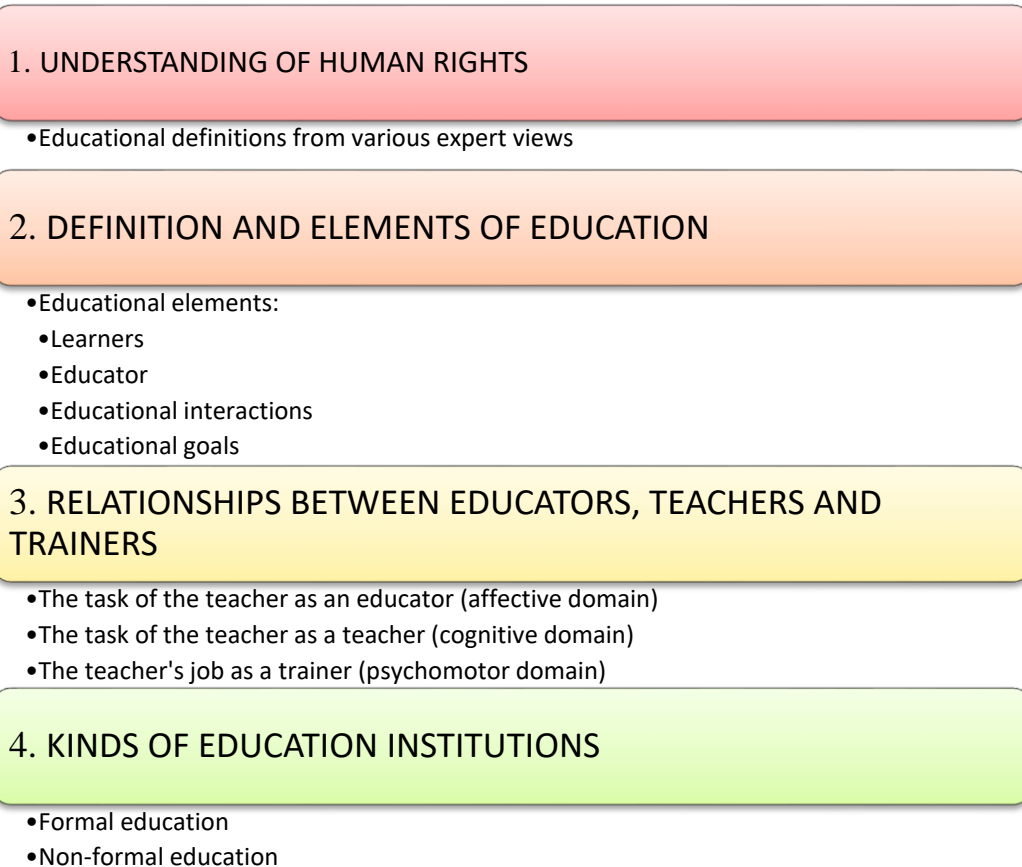 1. UNDERSTANDING OF HUMAN RIGHTS
•Educational definitions from various expert views
2. DEFINITION AND ELEMENTS OF EDUCATION
•Educational elements:
•Learners
•Educator
•Educational interactions
•Educational goals
3. RELATIONSHIPS BETWEEN EDUCATORS, TEACHERS AND
TRAINERS
•The task of the teacher as an educator (affective domain)
•The task of the teacher as a teacher (cognitive domain)
•The teacher's job as a trainer (psychomotor domain)
4. KINDS OF EDUCATION INSTITUTIONS
•Formal education
•Non-formal education